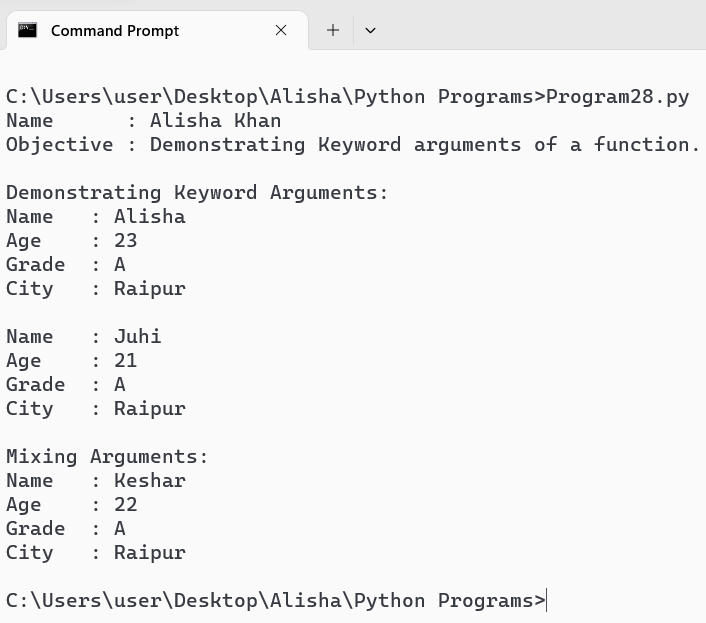 Command Prompt
C:\Users\user\Desktop\Alisha\Python Programs>Program28.py
Name      : Alisha Khan
Objective : Demonstrating Keyword arguments of a function.
Demonstrating Keyword Arguments:
Name   : Alisha
Age    : 23
Grade  : A
City   : Raipur
Name   : Juhi
Age    : 21
Grade  : A
City   : Raipur
Mixing Arguments:
Name   : Keshar
Age    : 22
Grade  : A
City   : Raipur
C:\Users\user\Desktop\Alisha\Python Programs>